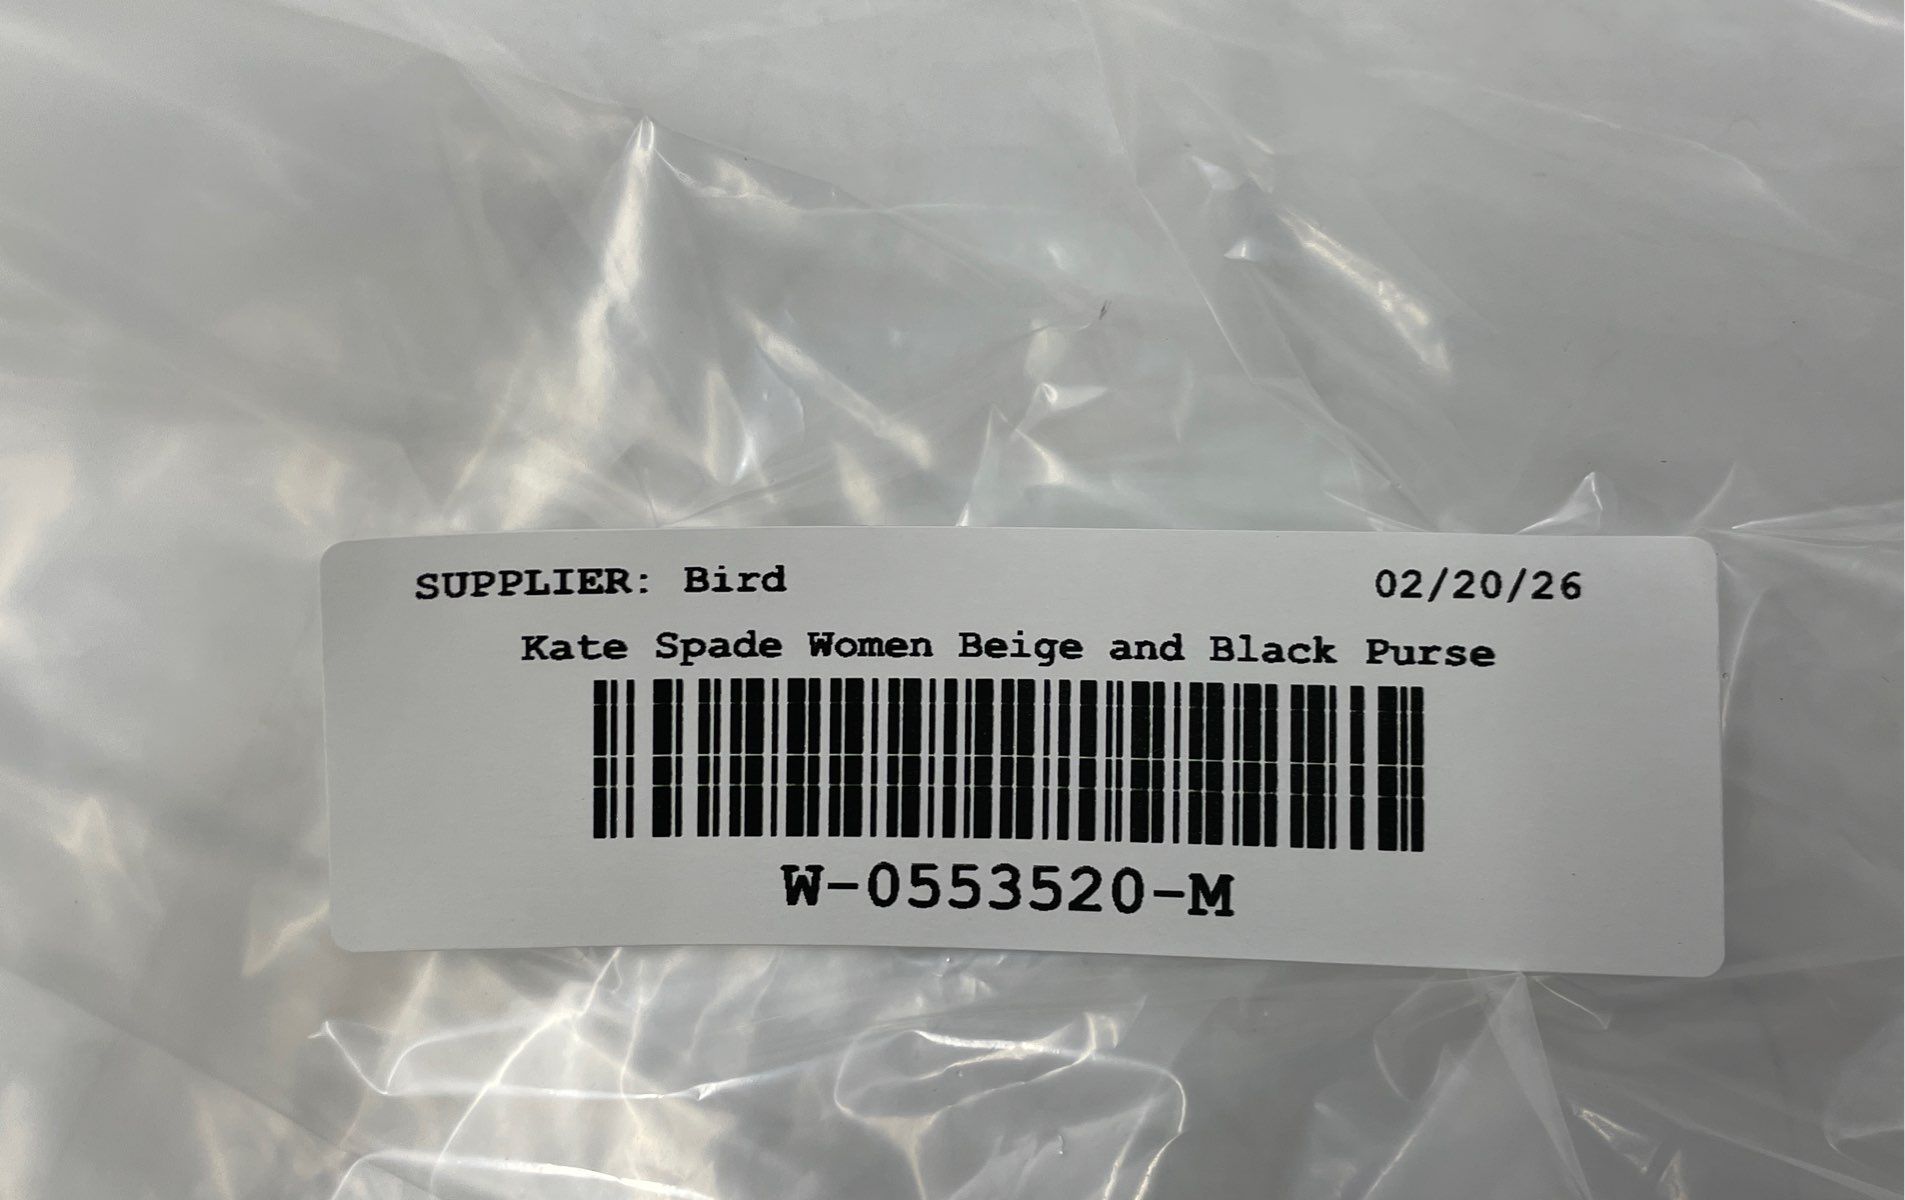 SUPPLIER: Bird 02/20/26
Kate Spade Women Beige and Black Purse
W-0553520-M